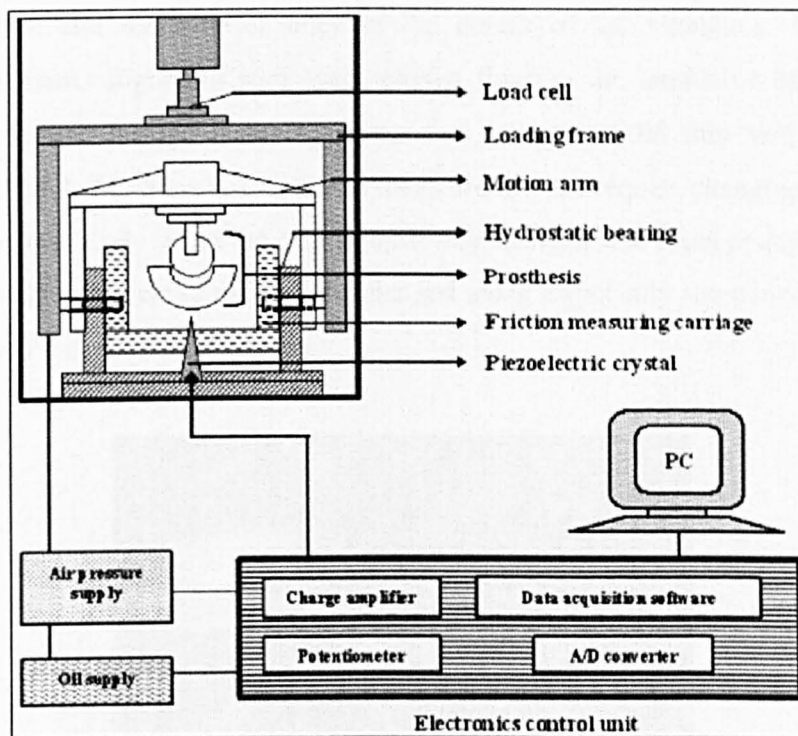 Load cell
Loading frame
Motion arm
Hydrostatic bearing
Prosthesis
Friction measuring carriage
Piezoelectric crystal
PC
Air pressure
supply
Oil supply
Charge amplifier
Data acquisition software
Potentiometer
A/D converter
Electronics control unit